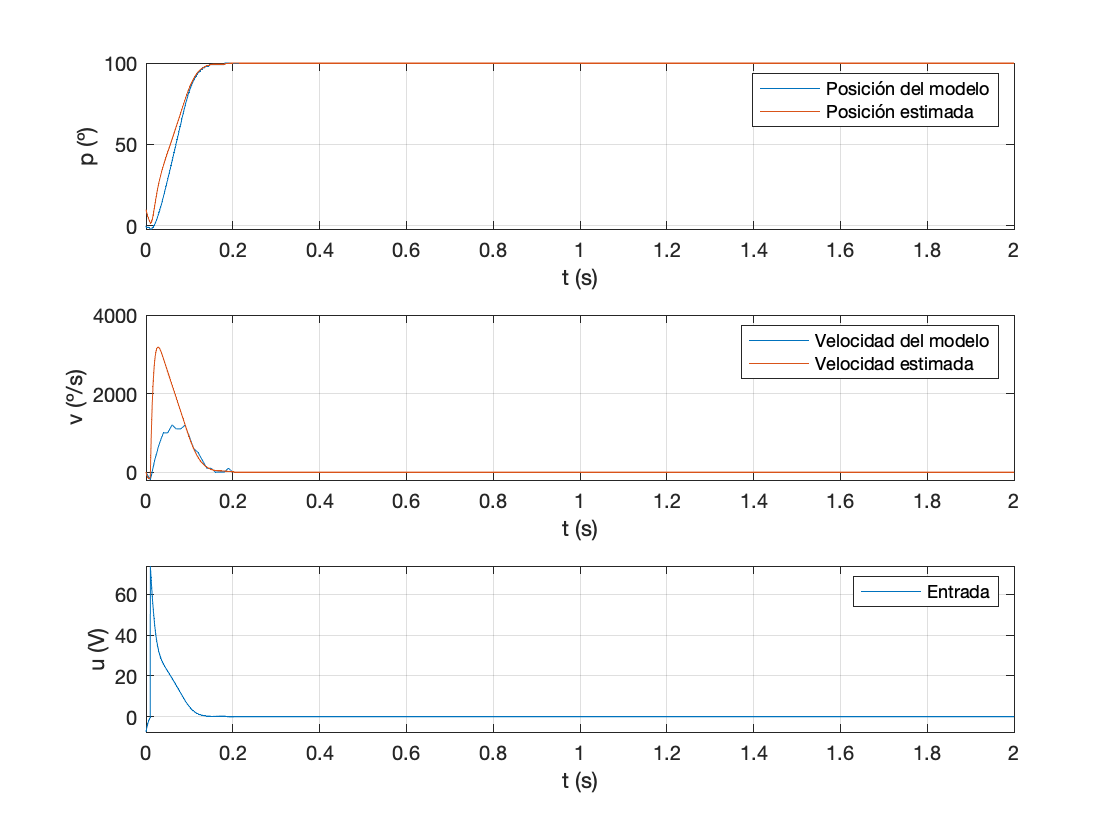 100
50
0
p (º)
Posición del modelo
Posición estimada
0 0.2 0.4 0.6 0.8 1 1.2 1.4 1.6 1.8 2
t (s)
4000
2000
0
v (º/s)
Velocidad del modelo
Velocidad estimada
0 0.2 0.4 0.6 0.8 1 1.2 1.4 1.6 1.8 2
t (s)
60
40
20
0
u (V)
Entrada
0 0.2 0.4 0.6 0.8 1 1.2 1.4 1.6 1.8 2
t (s)